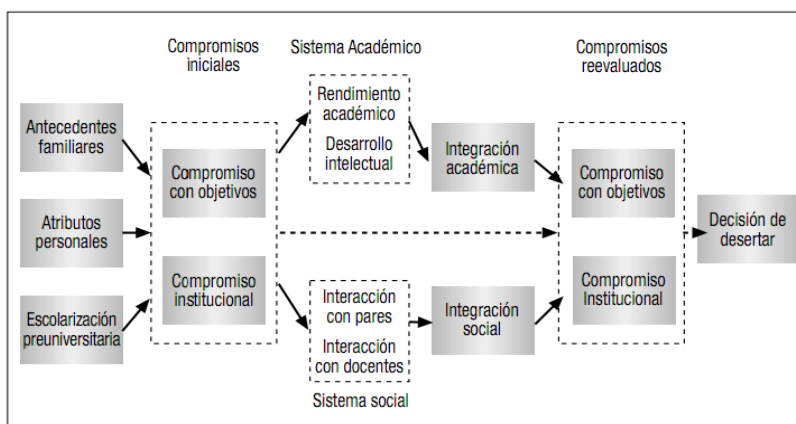 Compromisos
iniciales
Sistema Académico
Compromisos
reevaluados
Antecedentes
familiares
Atributos
personales
Escolarización
preuniversitaria
Compromiso
con objetivos
Compromiso
institucional
Rendimiento
académico
Desarrollo
intelectual
Interacción
con pares
Interacción
con docentes
Sistema social
Integración
académica
Integración
social
Compromiso
con objetivos
Compromiso
Institucional
Decisión de
desertar